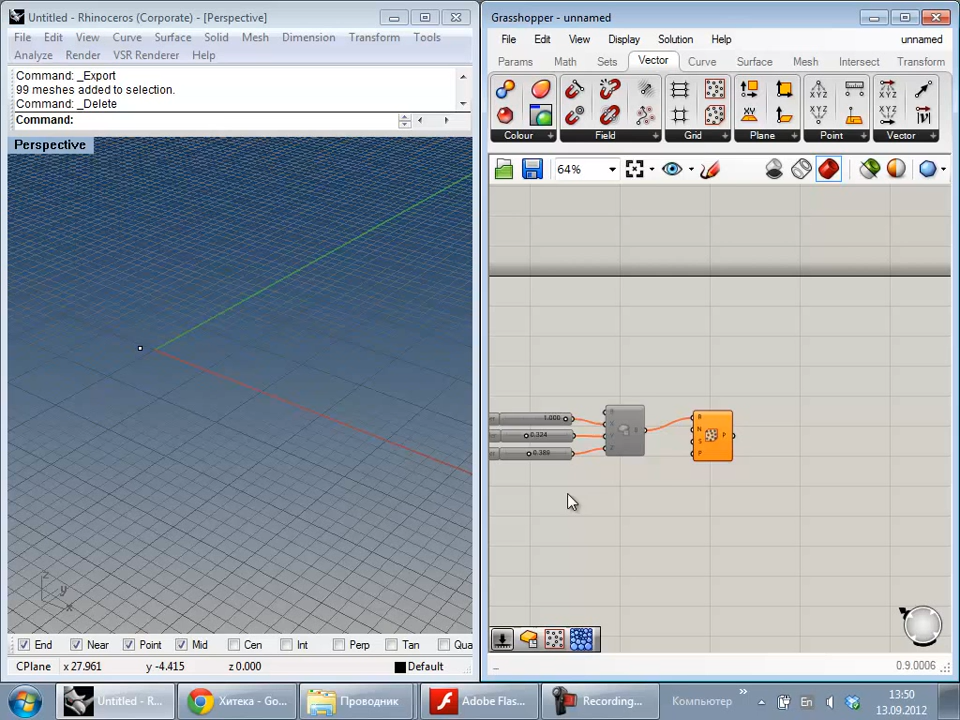 Untitled - Rhinoceros (Corporate) - [Perspective]
File Edit View Curve Surface Solid Mesh Dimension Transform Tools
Analyze Render VSR Renderer Help
Command: _Export
99 meshes added to selection.
Command: _Delete
Command:
Perspective
z
y
x
End Near Point Mid Cen Int Perp Tan Qua
CPlane x 27.961 y -4.415 z 0.000 Default
Grasshopper - unnamed
File Edit View Display Solution Help unnamed
Params Math Sets Vector Curve Surface Mesh Intersect Transform
XYZ XYZ
XY XYZ XYZ
Colour Field Grid Plane Point Vector
64%
1.000
0.324
0.389
R
N
S
P
P
0.9.0006
Untitled - R... Хитека - Go... Проводник Adobe Flas... Recording... Компьютер » En 13:50
13.09.2012